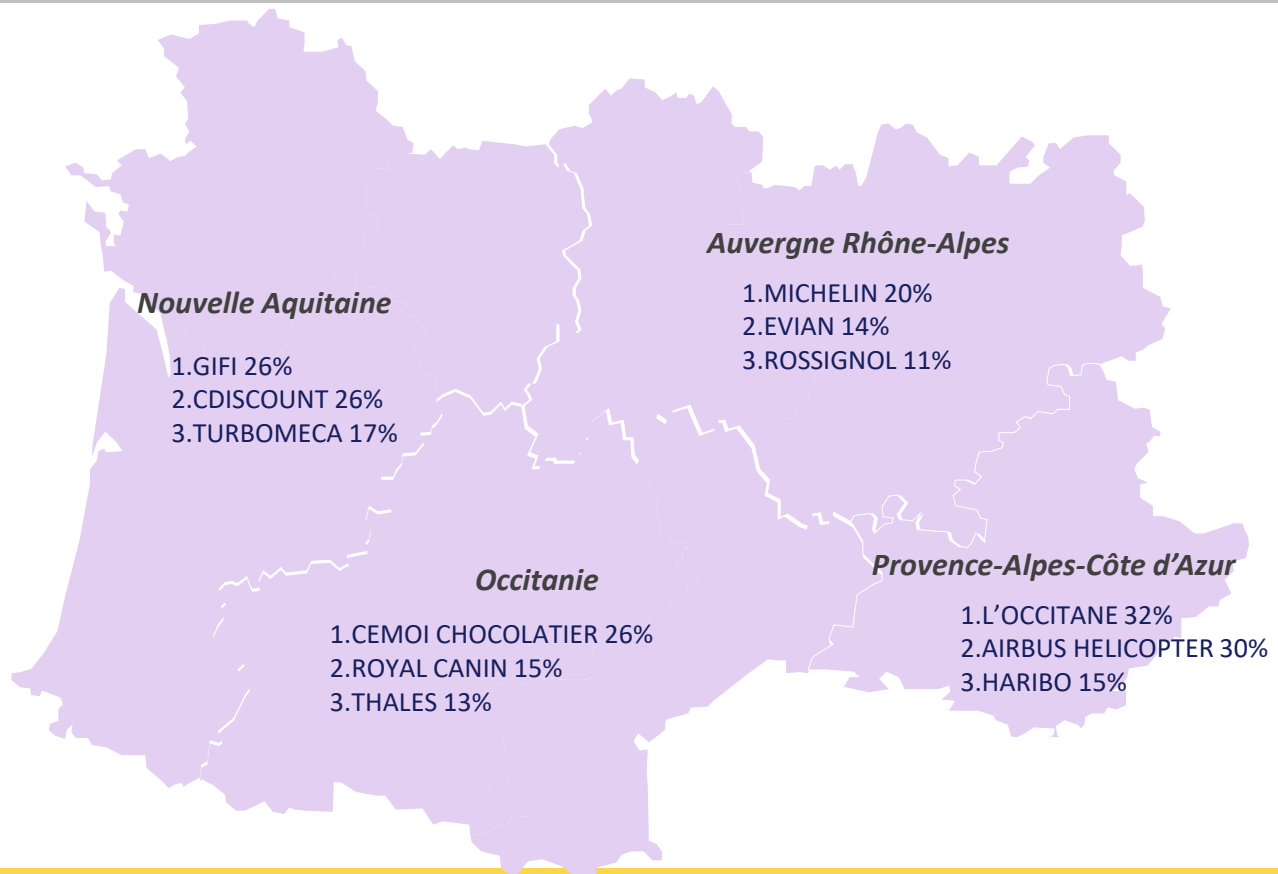 Auvergne Rhône-Alpes
1.MICHELIN 20%
2.EVIAN 14%
3.ROSSIGNOL 11%
Nouvelle Aquitaine
1.GIFI 26%
2.CDISCOUNT 26%
3.TURBOMECA 17%
Occitanie
1.CEMOI CHOCOLATIER 26%
2.ROYAL CANIN 15%
3.THALES 13%
Provence-Alpes-Côte d’Azur
1.L’OCCITANE 32%
2.AIRBUS HELICOPTER 30%
3.HARIBO 15%